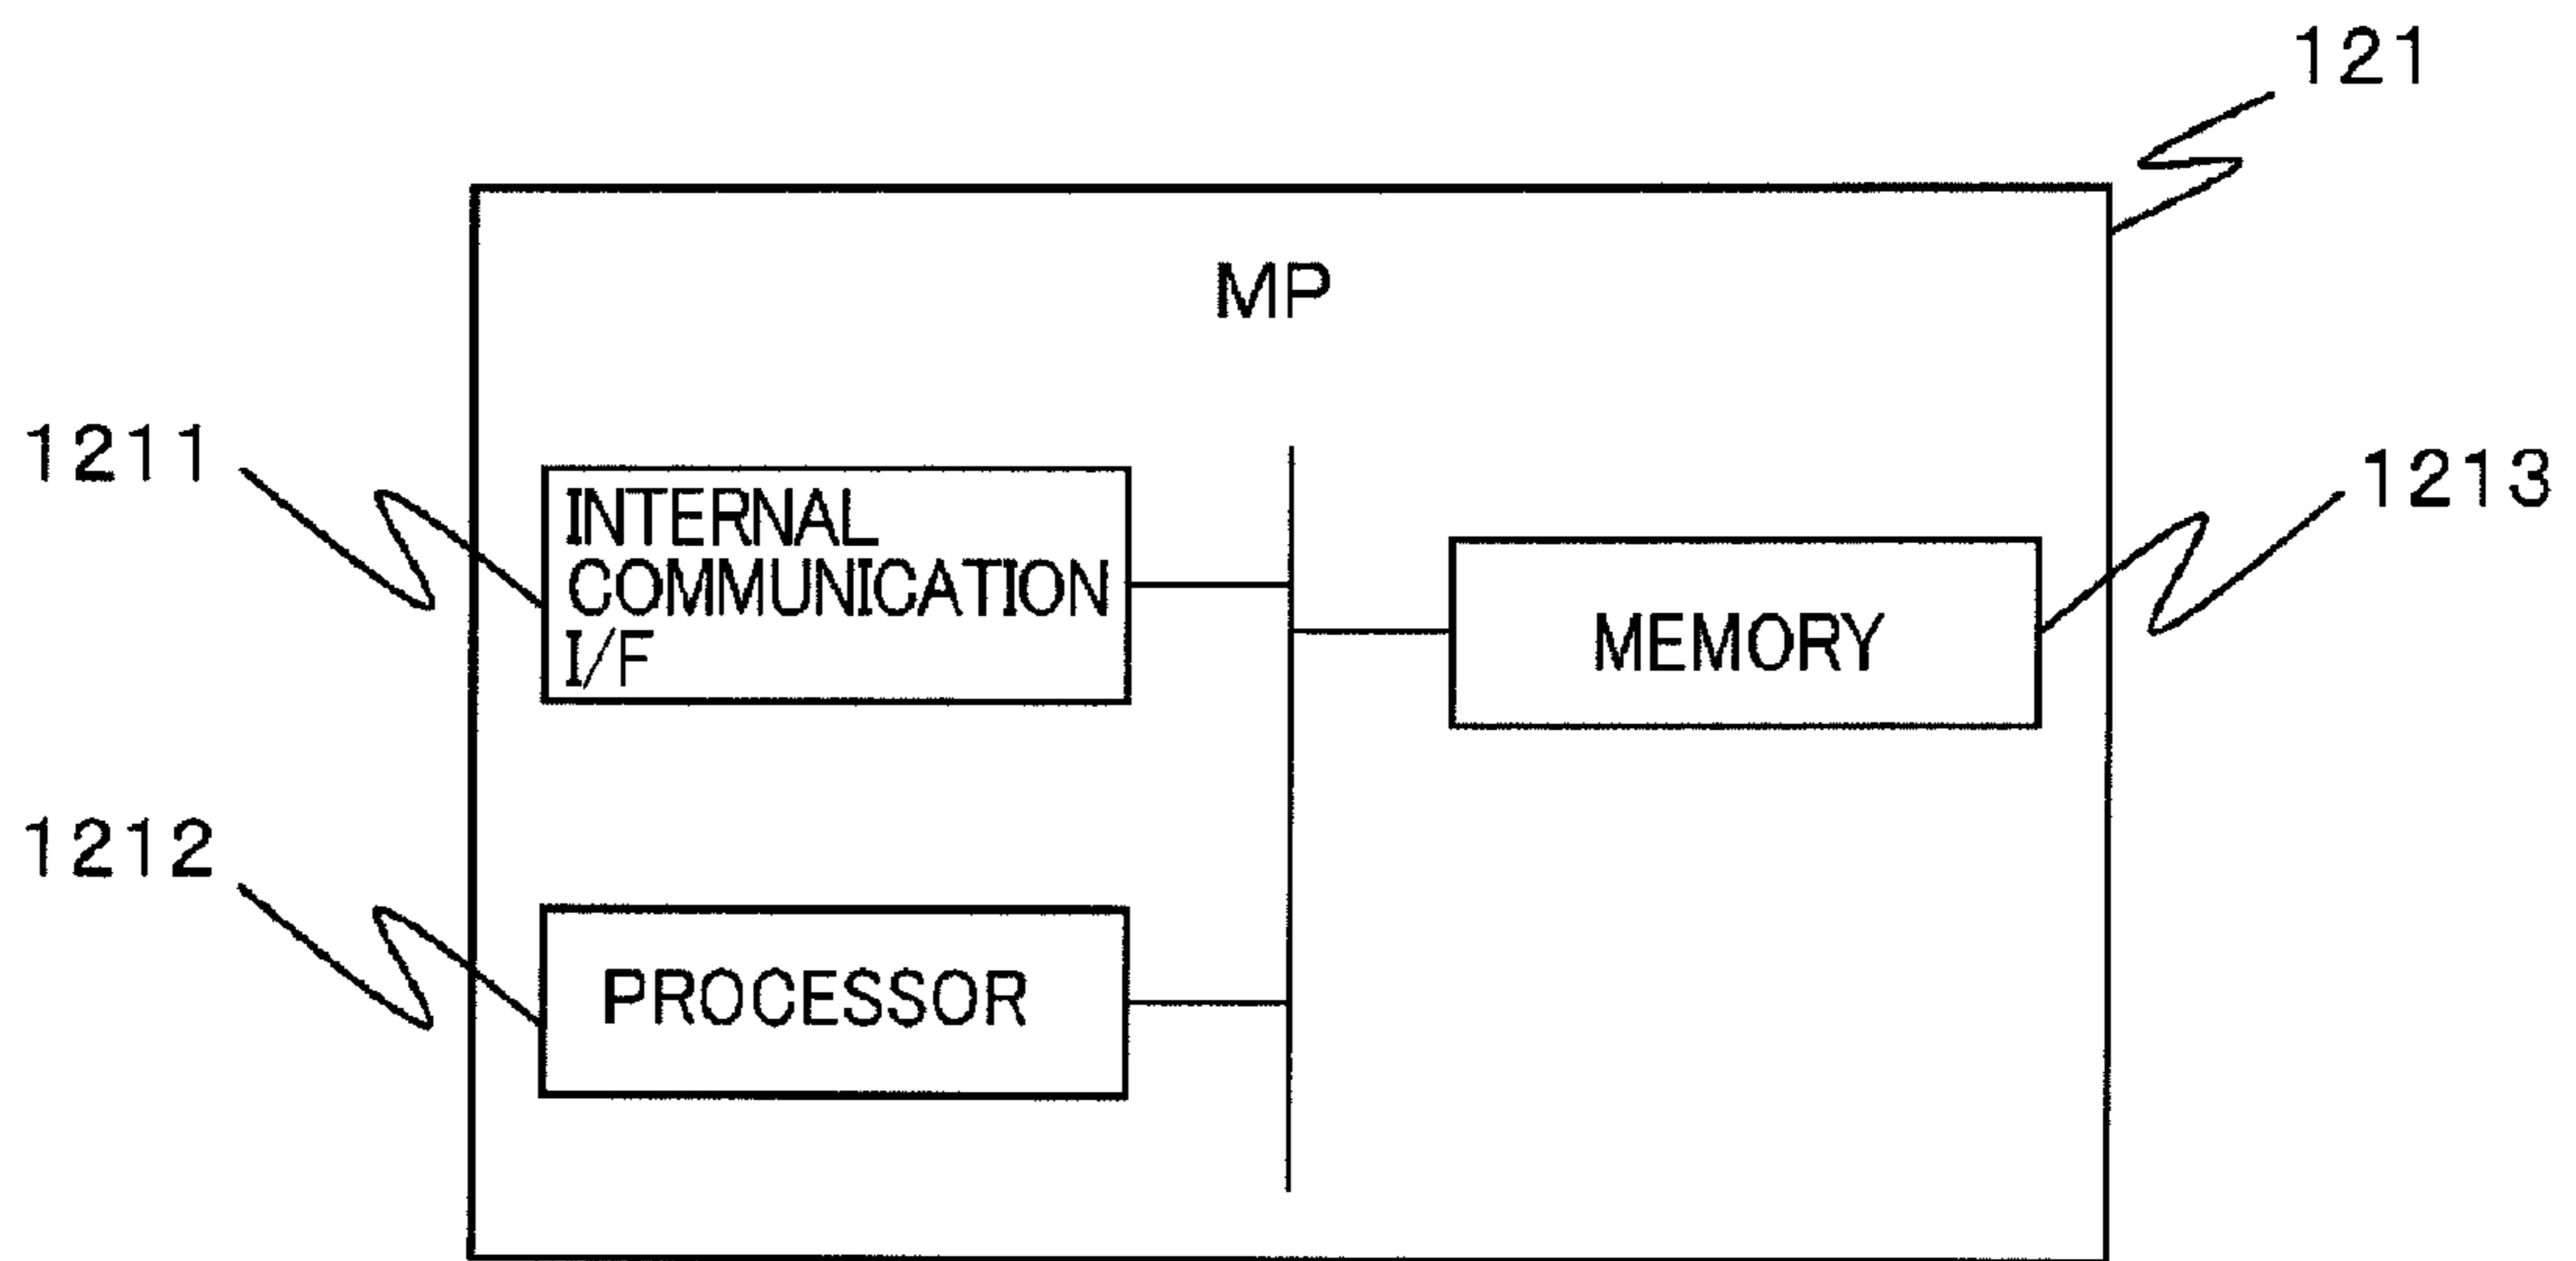 121
MP
1211
INTERNAL
COMMUNICATION
I/F
1213
MEMORY
1212
PROCESSOR